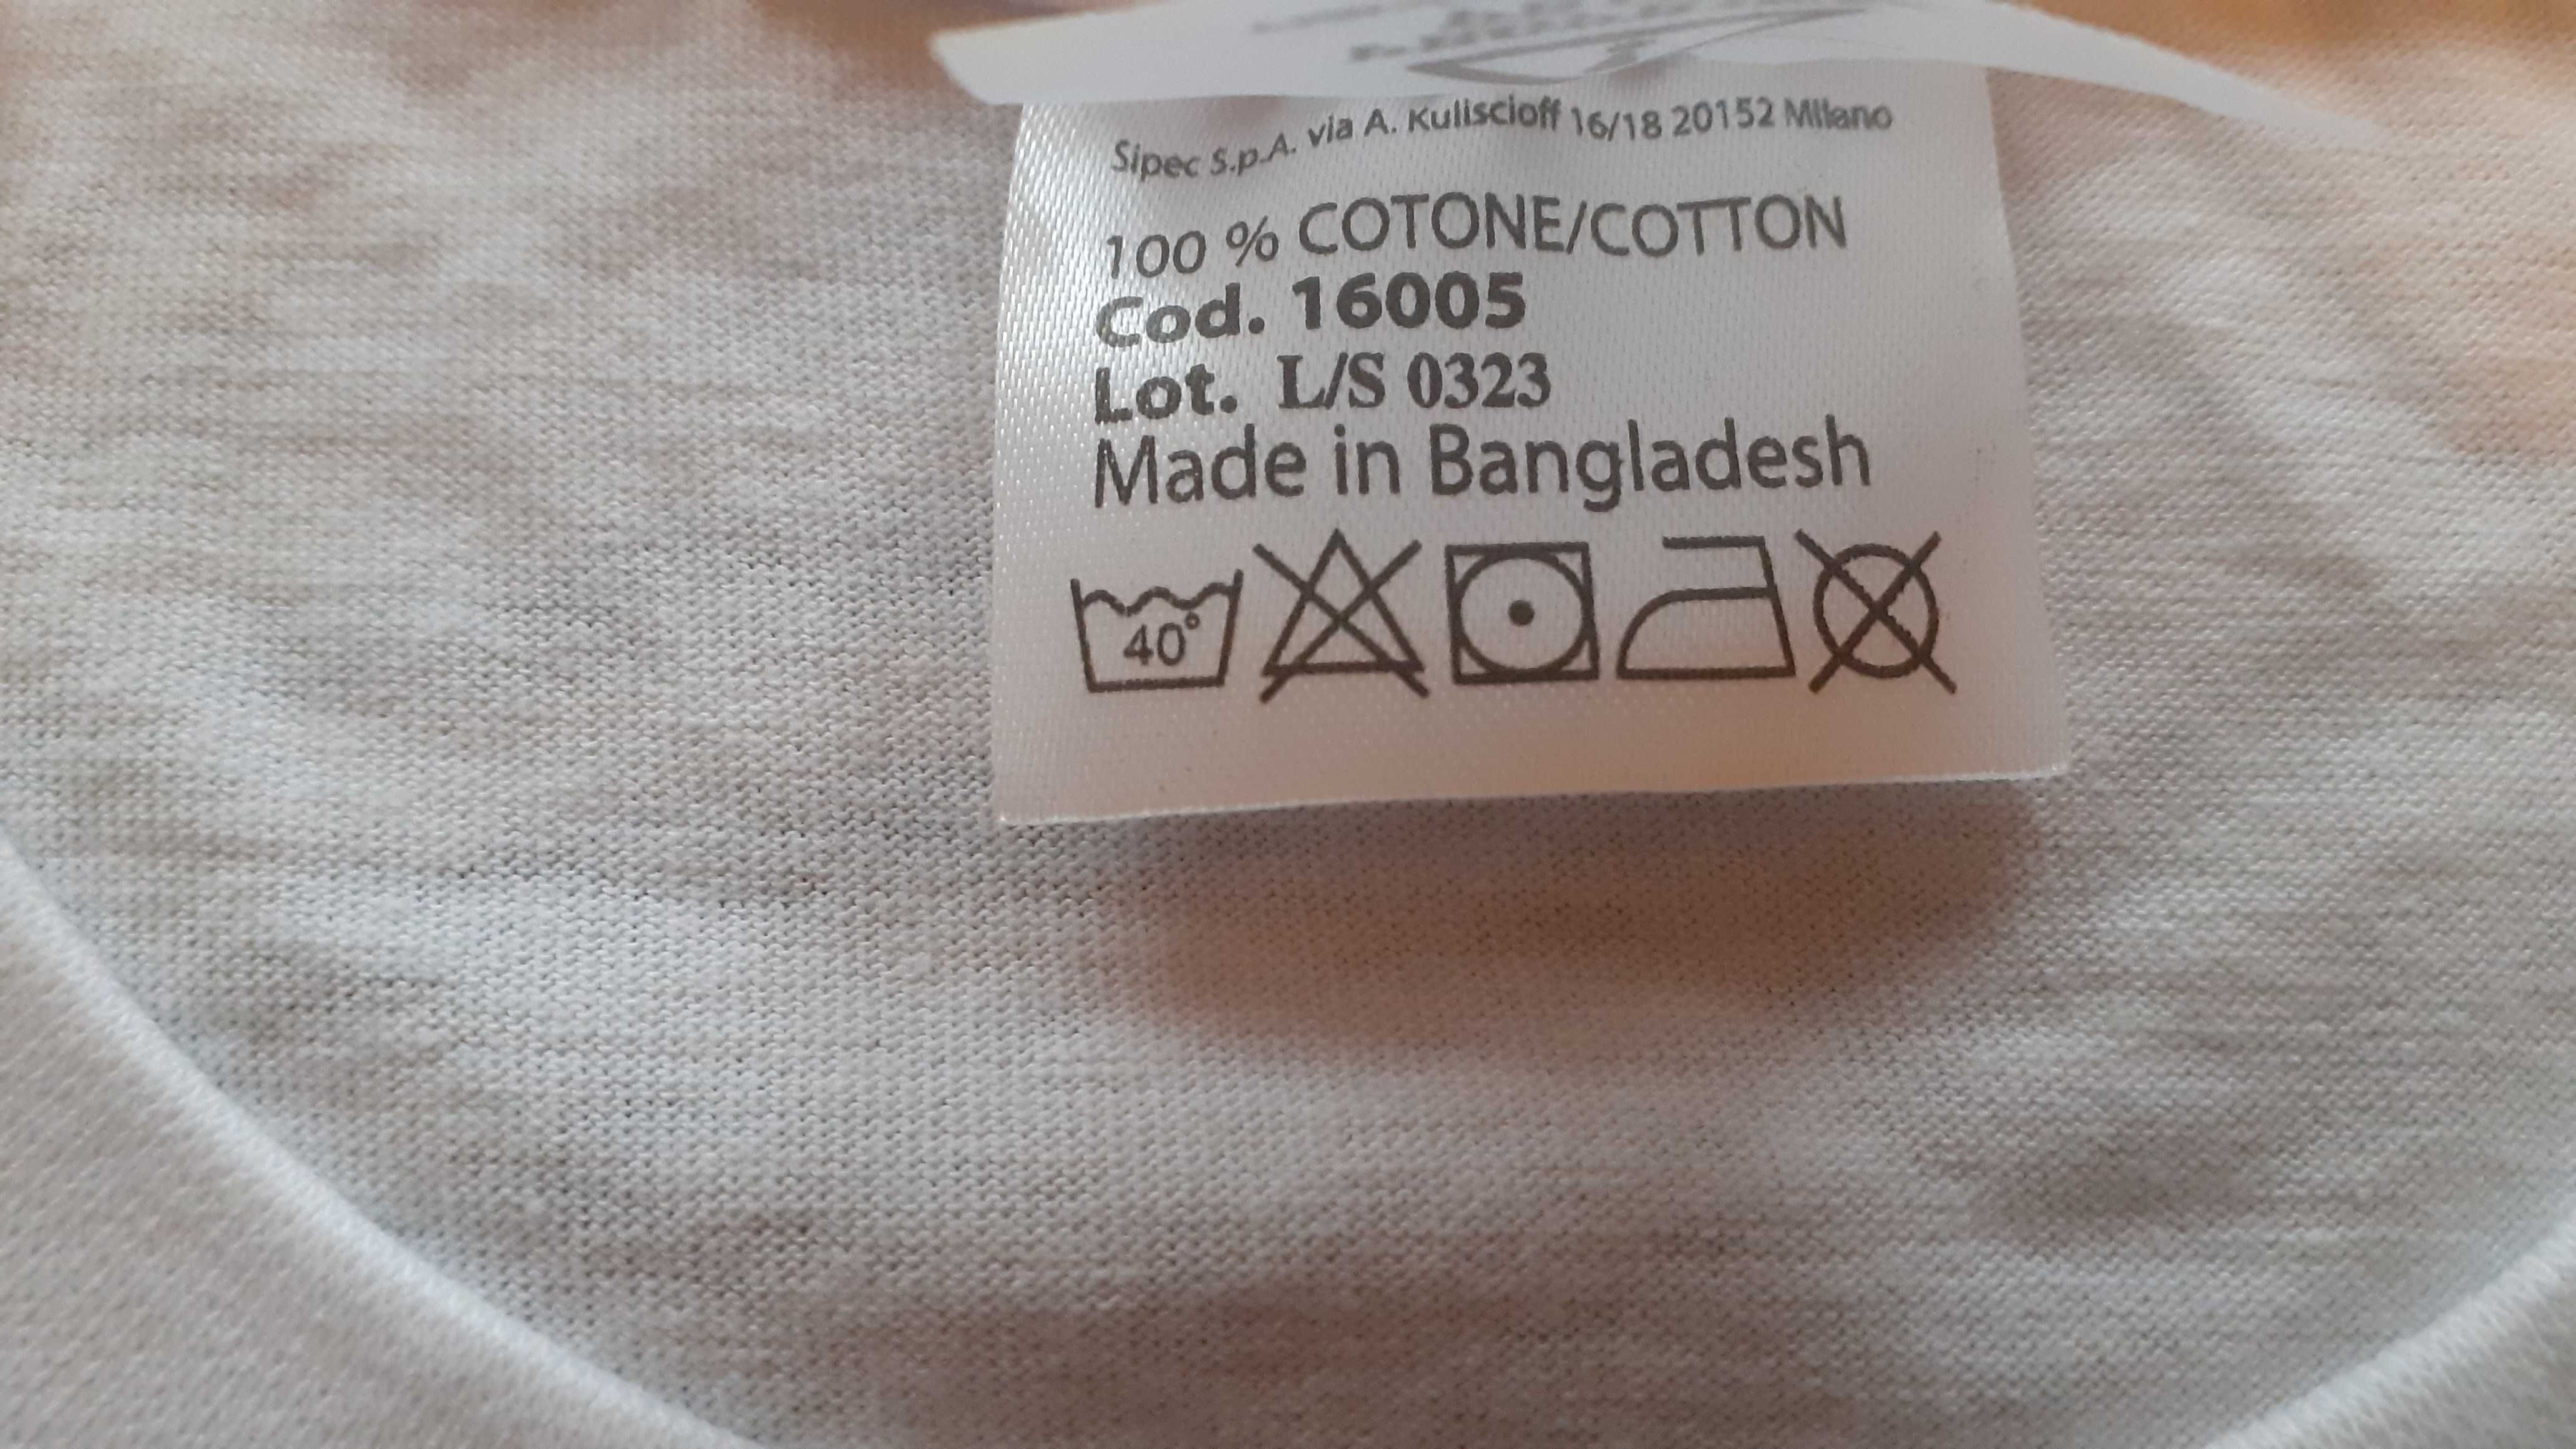 Sipec S.p.A. via A. Kuliscioff 16/18 20152 Milano
100 % COTONE/COTTON
Cod. 16005
Lot. L/S 0323
Made in Bangladesh
40°